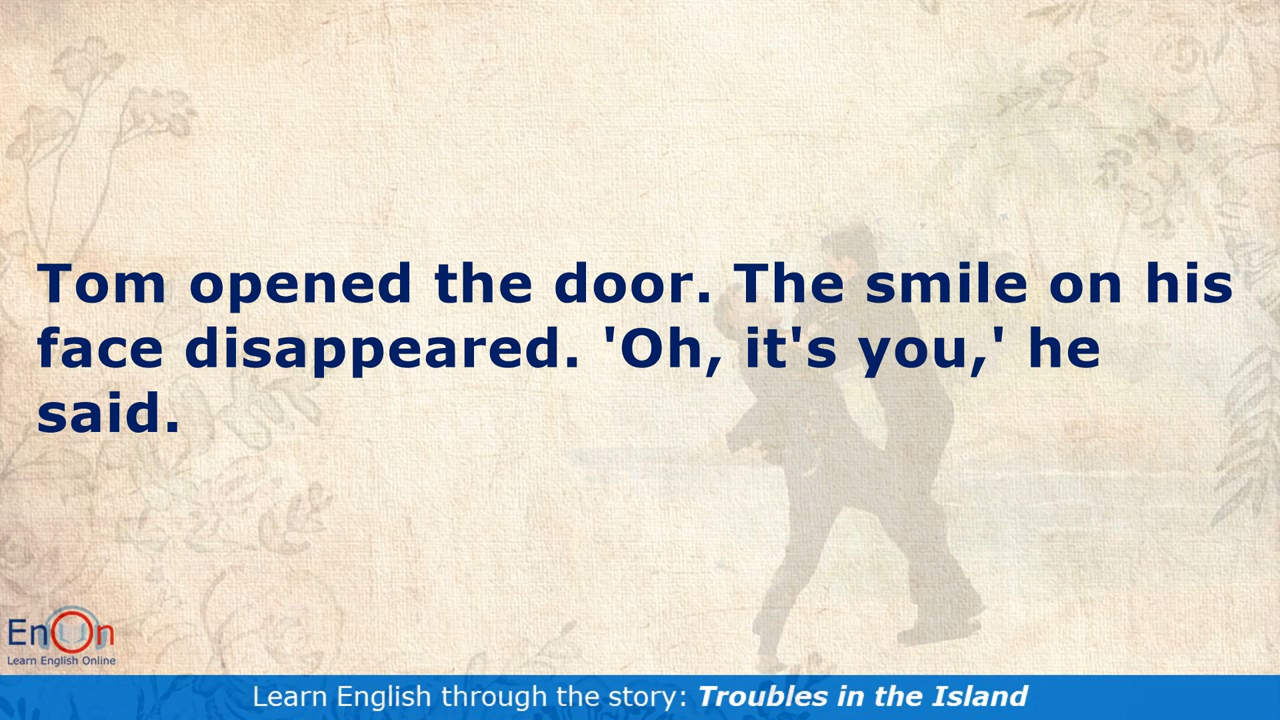 Tom opened the door. The smile on his
face disappeared. 'Oh, it's you,' he
said.
EnOn
Learn English Online
Learn English through the story: Troubles in the Island